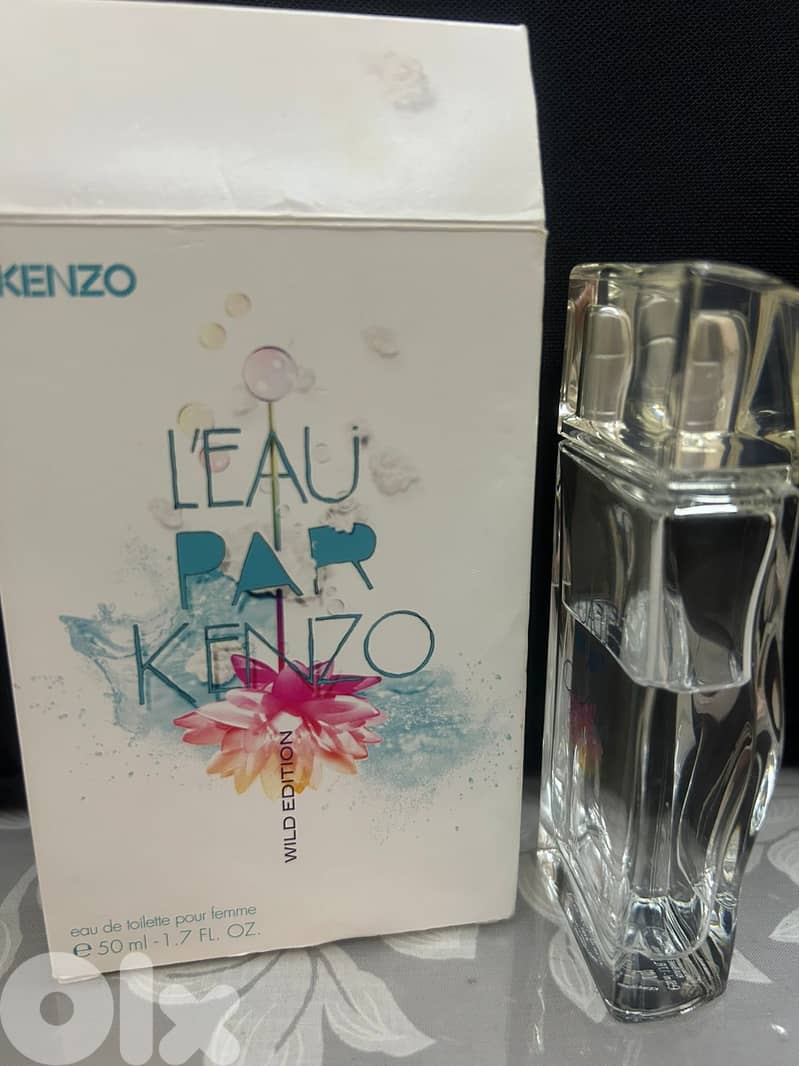 KENZO
L'EAU
PAR
KENZO
WILD EDITION
eau de toilette pour femme
e 50 ml - 1.7 FL. OZ.
olx